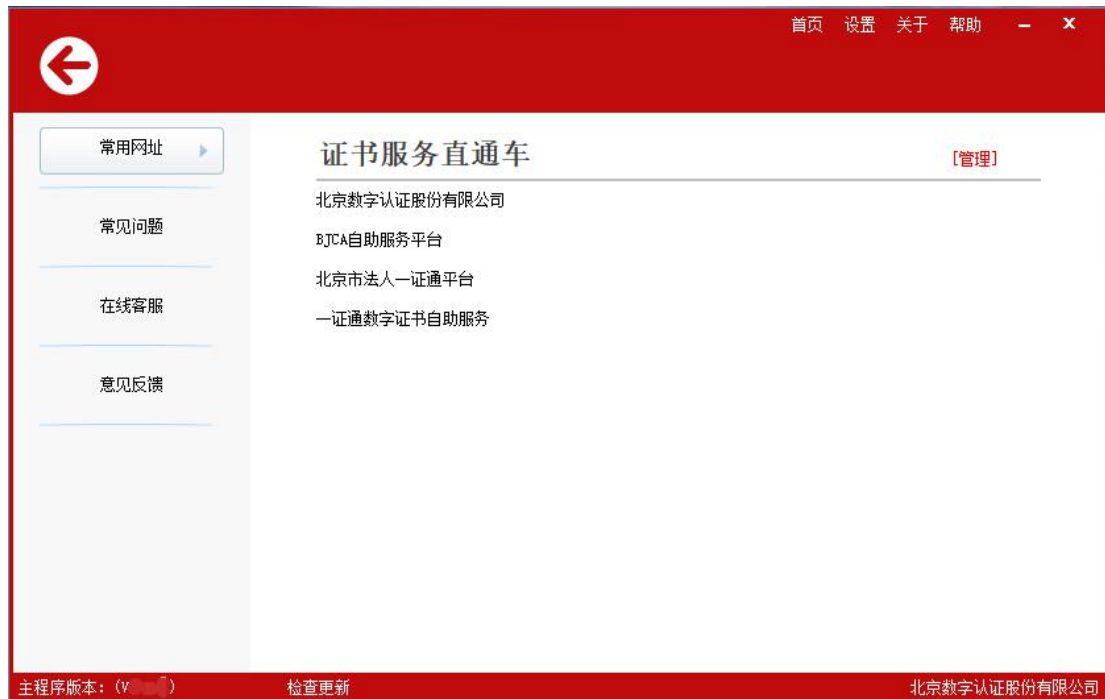 首页 设置 关于 帮助
常用网址
证书服务直通车
[管理]
北京数字认证股份有限公司
常见问题
BJCA自助服务平台
北京市法人一证通平台
在线客服
一证通数字证书自助服务
意见反馈
主程序版本：(V )
检查更新
北京数字认证股份有限公司